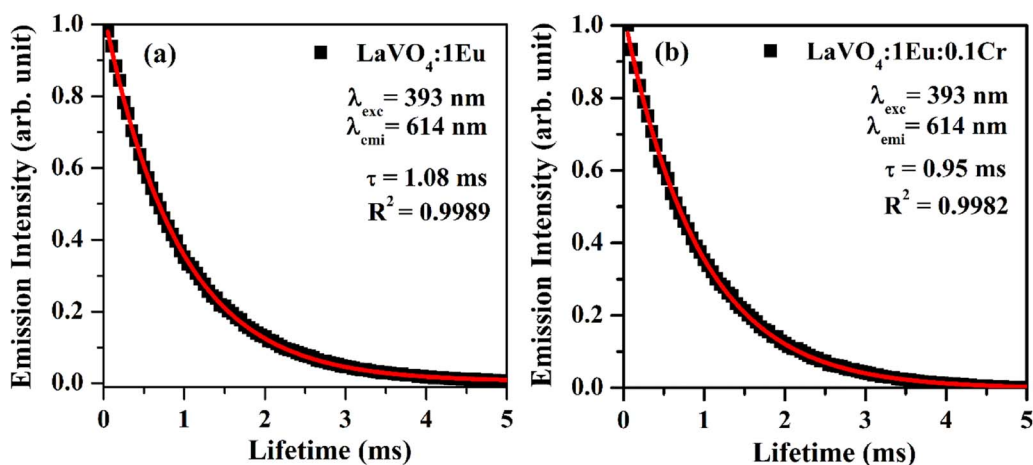 (a)
LaVO₄:1Eu
λexc= 393 nm
λcmi= 614 nm
τ = 1.08 ms
R² = 0.9989
Emission Intensity (arb. unit)
1.0
0.8
0.6
0.4
0.2
0.0
0 1 2 3 4 5
Lifetime (ms)
(b)
LaVO₄:1Eu:0.1Cr
λexc= 393 nm
λemi= 614 nm
τ = 0.95 ms
R² = 0.9982
Emission Intensity (arb. unit)
1.0
0.8
0.6
0.4
0.2
0.0
0 1 2 3 4 5
Lifetime (ms)